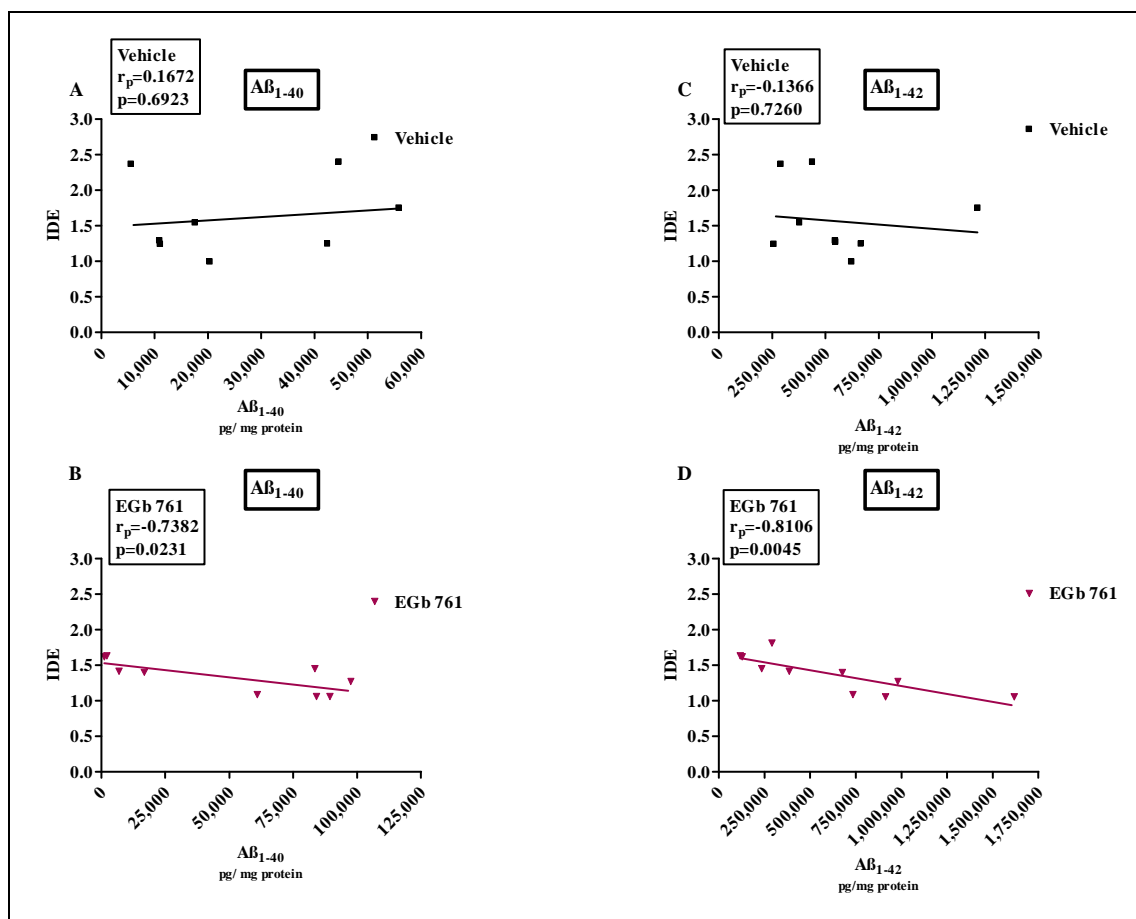 A
Vehicle
rₚ=0.1672
p=0.6923
Aß₁₋₄₀
Vehicle
IDE
3.0
2.5
2.0
1.5
1.0
0.5
0.0
0
10,000
20,000
30,000
40,000
50,000
60,000
Aß₁₋₄₀
pg/ mg protein
C
Vehicle
rₚ=-0.1366
p=0.7260
Aß₁₋₄₂
Vehicle
IDE
3.0
2.5
2.0
1.5
1.0
0.5
0.0
0
250,000
500,000
750,000
1,000,000
1,250,000
1,500,000
Aß₁₋₄₂
pg/mg protein
B
EGb 761
rₚ=-0.7382
p=0.0231
Aß₁₋₄₀
EGb 761
IDE
3.0
2.5
2.0
1.5
1.0
0.5
0.0
0
25,000
50,000
75,000
100,000
125,000
Aß₁₋₄₀
pg/ mg protein
D
EGb 761
rₚ=-0.8106
p=0.0045
Aß₁₋₄₂
EGb 761
IDE
3.0
2.5
2.0
1.5
1.0
0.5
0.0
0
250,000
500,000
750,000
1,000,000
1,250,000
1,500,000
1,750,000
Aß₁₋₄₂
pg/mg protein